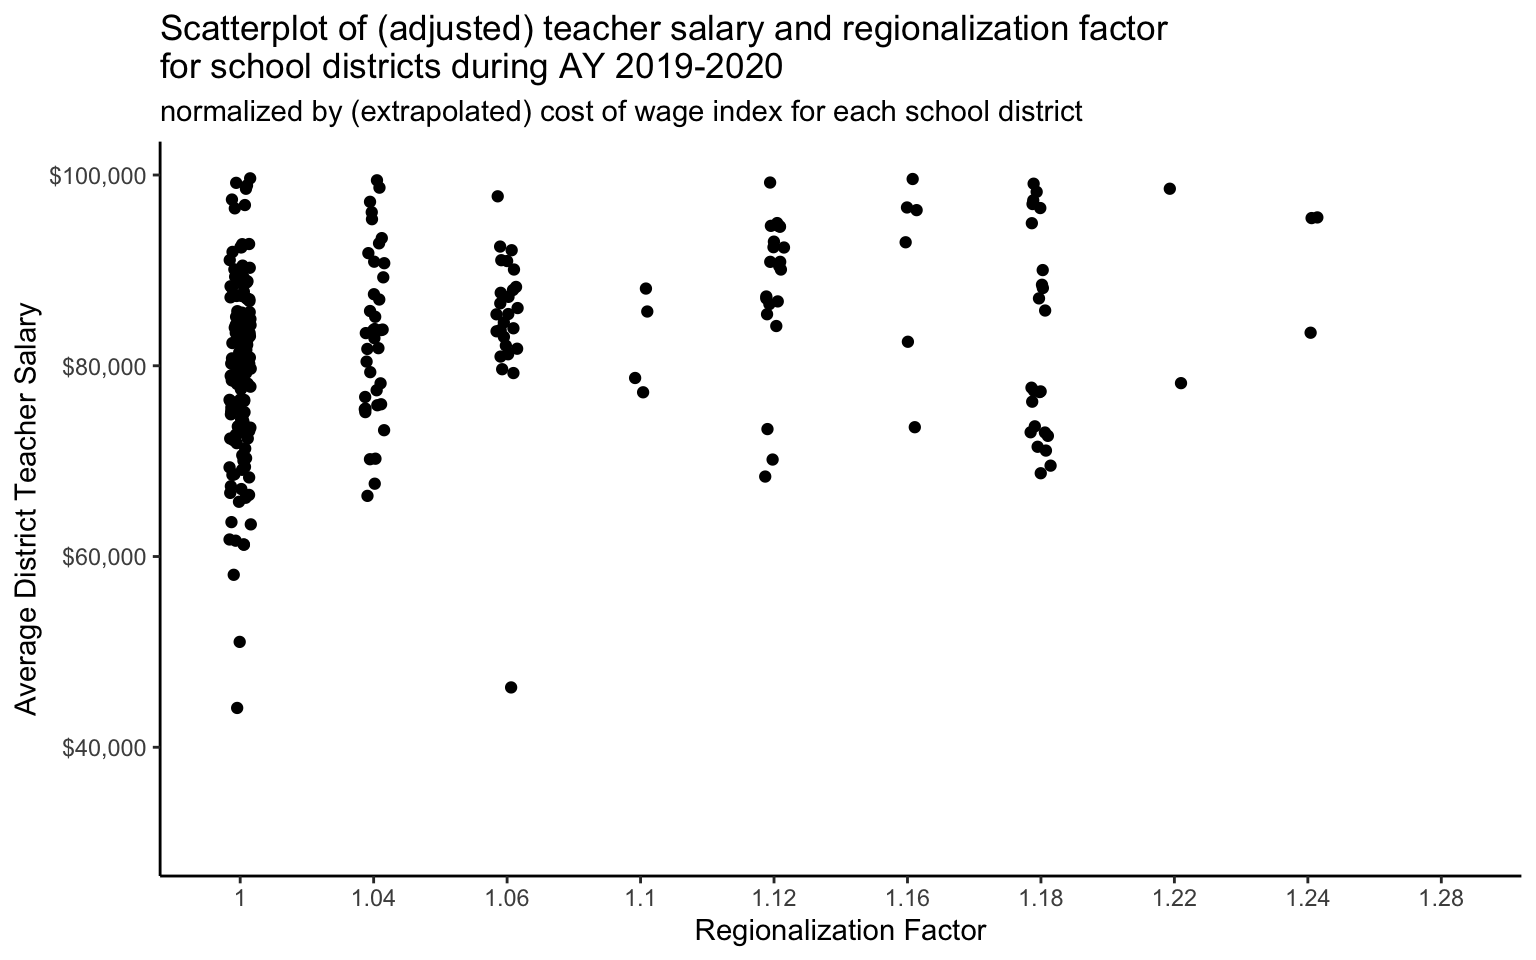 Scatterplot of (adjusted) teacher salary and regionalization factor
for school districts during AY 2019-2020
normalized by (extrapolated) cost of wage index for each school district
Average District Teacher Salary
$100,000
$80,000
$60,000
$40,000
1 1.04 1.06 1.1 1.12 1.16 1.18 1.22 1.24 1.28
Regionalization Factor